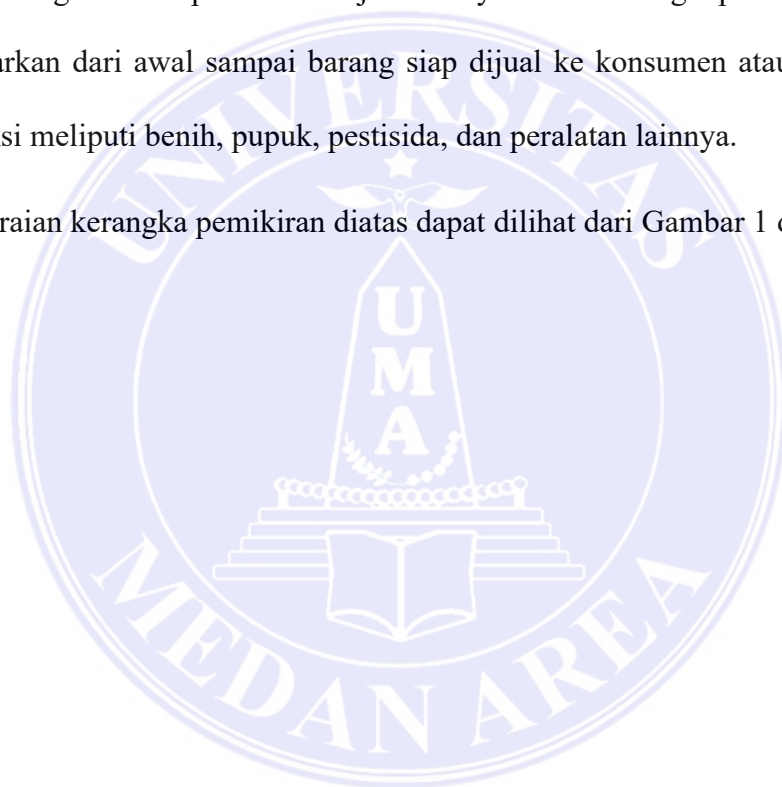 arkan dari awal sampai barang siap dijual ke konsumen atau
si meliputi benih, pupuk, pestisida, dan peralatan lainnya.
raian kerangka pemikiran diatas dapat dilihat dari Gambar 1
UNIVERSITAS
U
M
A
MEDAN AREA